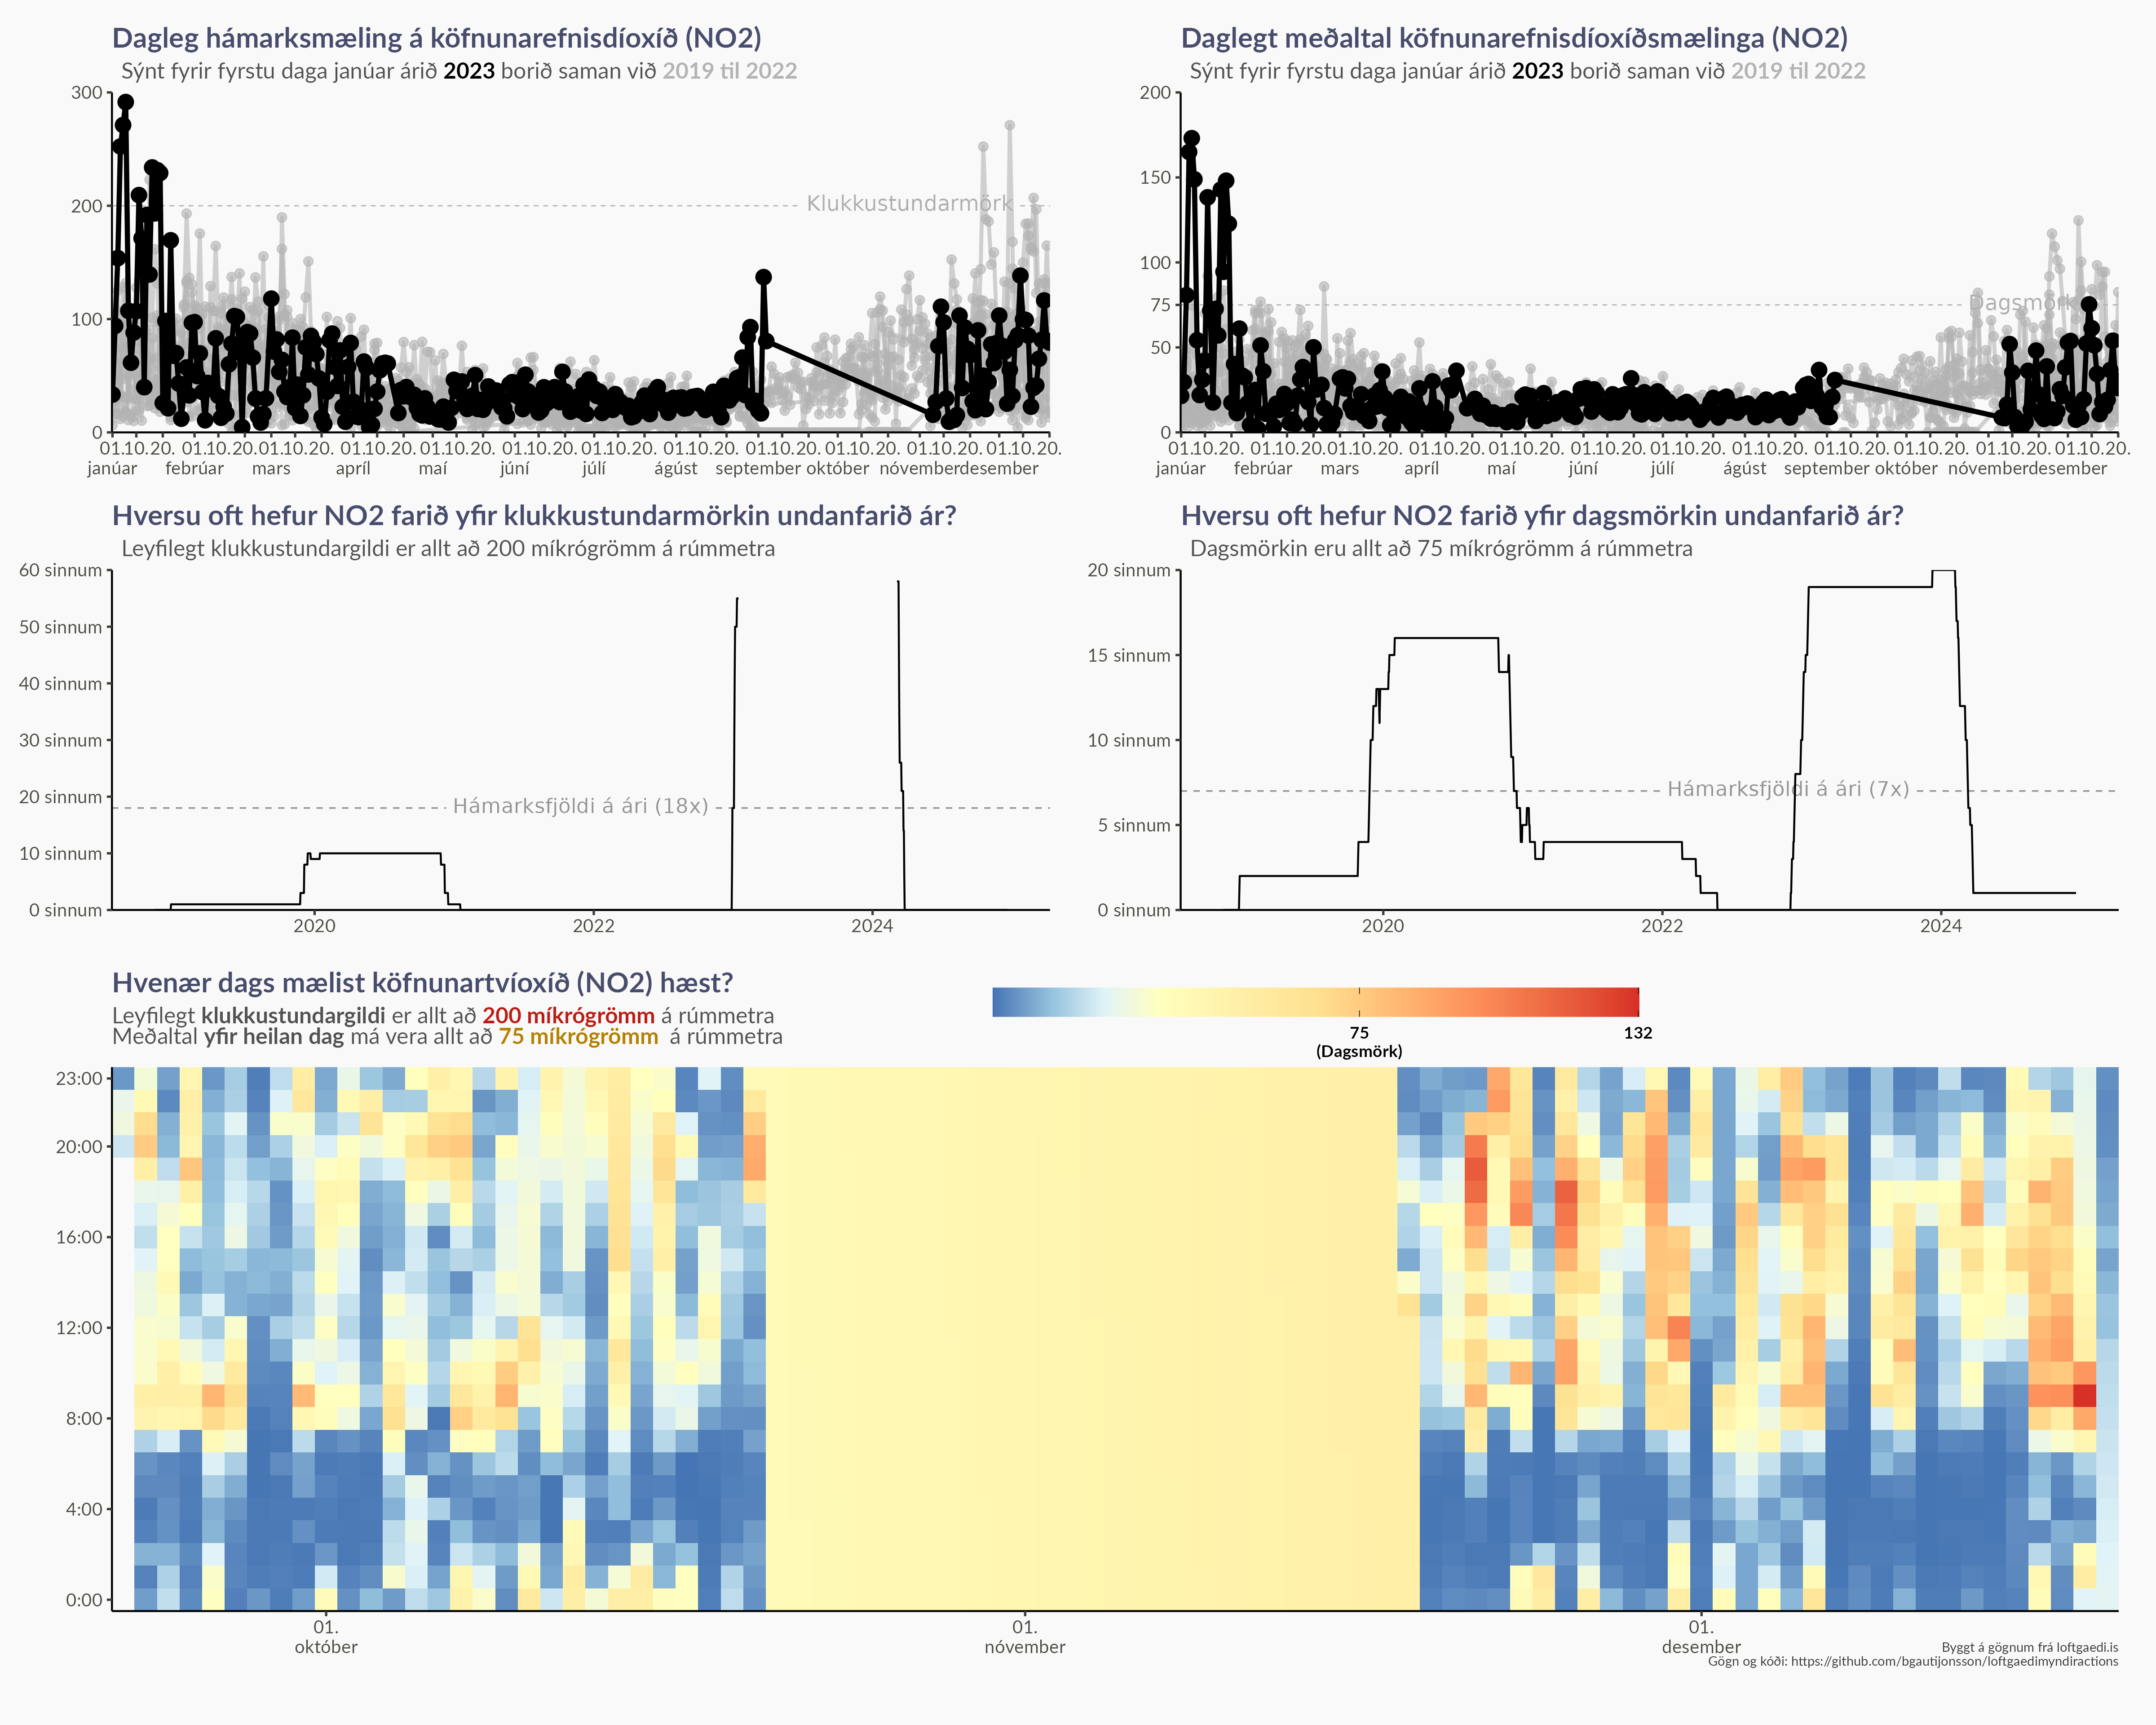 Dagleg hámarksmæling á köfnunarefnisdíoxíð (NO2)
Sýnt fyrir fyrstu daga janúar árið 2023 borið saman við 2019 til 2022
300
200
100
0
Klukkustundarmörk
01.10.20. 01.10.20. 01.10.20. 01.10.20. 01.10.20. 01.10.20. 01.10.20. 01.10.20. 01.10.20. 01.10.20. 01.10.20. 01.10.20.
janúar febrúar mars apríl maí júní júlí ágúst september október nóvember desember
Daglegt meðaltal köfnunarefnisdíoxíðsmælinga (NO2)
Sýnt fyrir fyrstu daga janúar árið 2023 borið saman við 2019 til 2022
200
150
100
75
50
0
Dagsmörk
01.10.20. 01.10.20. 01.10.20. 01.10.20. 01.10.20. 01.10.20. 01.10.20. 01.10.20. 01.10.20. 01.10.20. 01.10.20. 01.10.20.
janúar febrúar mars apríl maí júní júlí ágúst september október nóvember desember
Hversu oft hefur NO2 farið yfir klukkustundarmörkin undanfarið ár?
Leyfilegt klukkustundargildi er allt að 200 míkrógrömm á rúmmetra
60 sinnum
50 sinnum
40 sinnum
30 sinnum
20 sinnum
10 sinnum
0 sinnum
Hámarksfjöldi á ári (18x)
2020 2022 2024
Hversu oft hefur NO2 farið yfir dagsmörkin undanfarið ár?
Dagsmörkin eru allt að 75 míkrógrömm á rúmmetra
20 sinnum
15 sinnum
10 sinnum
5 sinnum
0 sinnum
Hámarksfjöldi á ári (7x)
2020 2022 2024
Hvenær dags mælist köfnunartvíoxíð (NO2) hæst?
Leyfilegt klukkustundargildi er allt að 200 míkrógrömm á rúmmetra
Meðaltal yfir heilan dag má vera allt að 75 míkrógrömm á rúmmetra
75 132
(Dagsmörk)
23:00
20:00
16:00
12:00
8:00
4:00
0:00
01. 01. 01.
október nóvember desember
Byggt á gögnum frá loftgaedi.is
Gögn og kóði: https://github.com/bgautijonsson/loftgaedimyndiractions